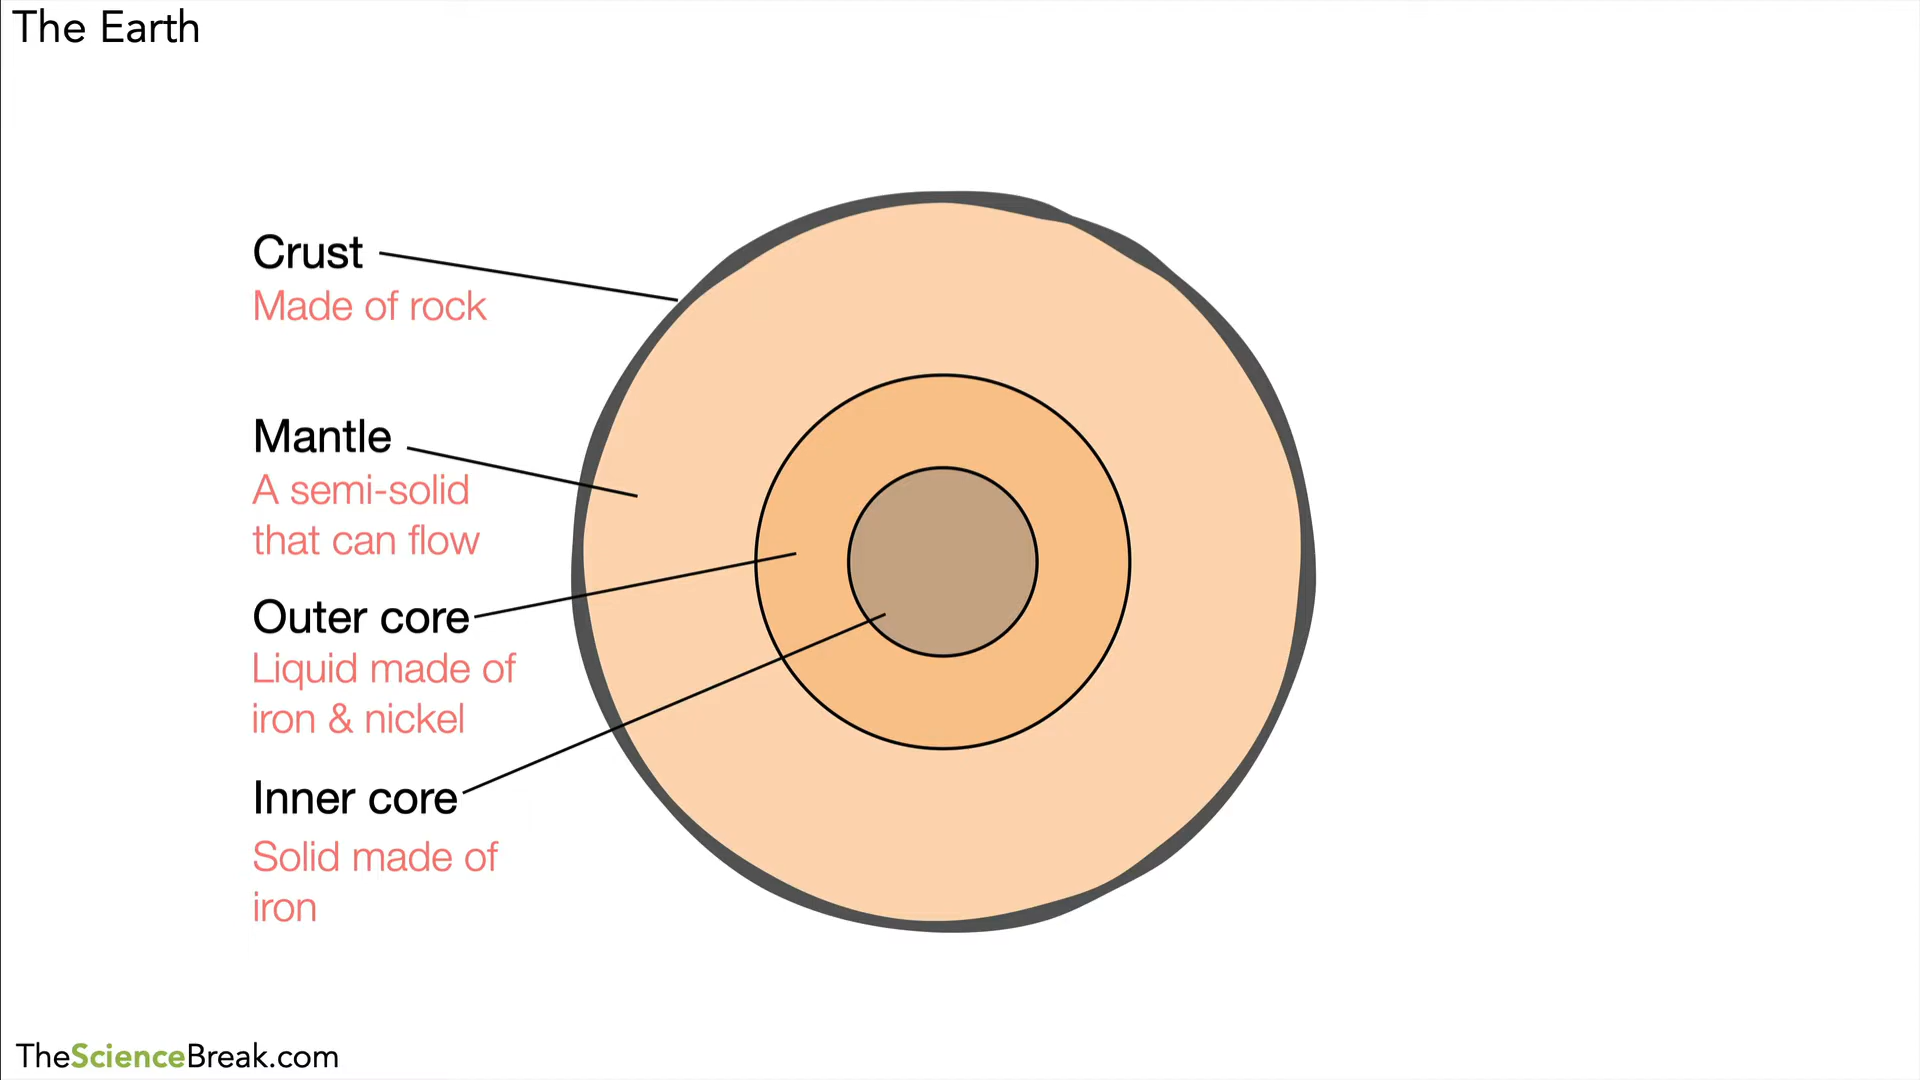 The Earth
Crust
Made of rock
Mantle
A semi-solid
that can flow
Outer core
Liquid made of
iron & nickel
Inner core
Solid made of
iron
TheScienceBreak.com